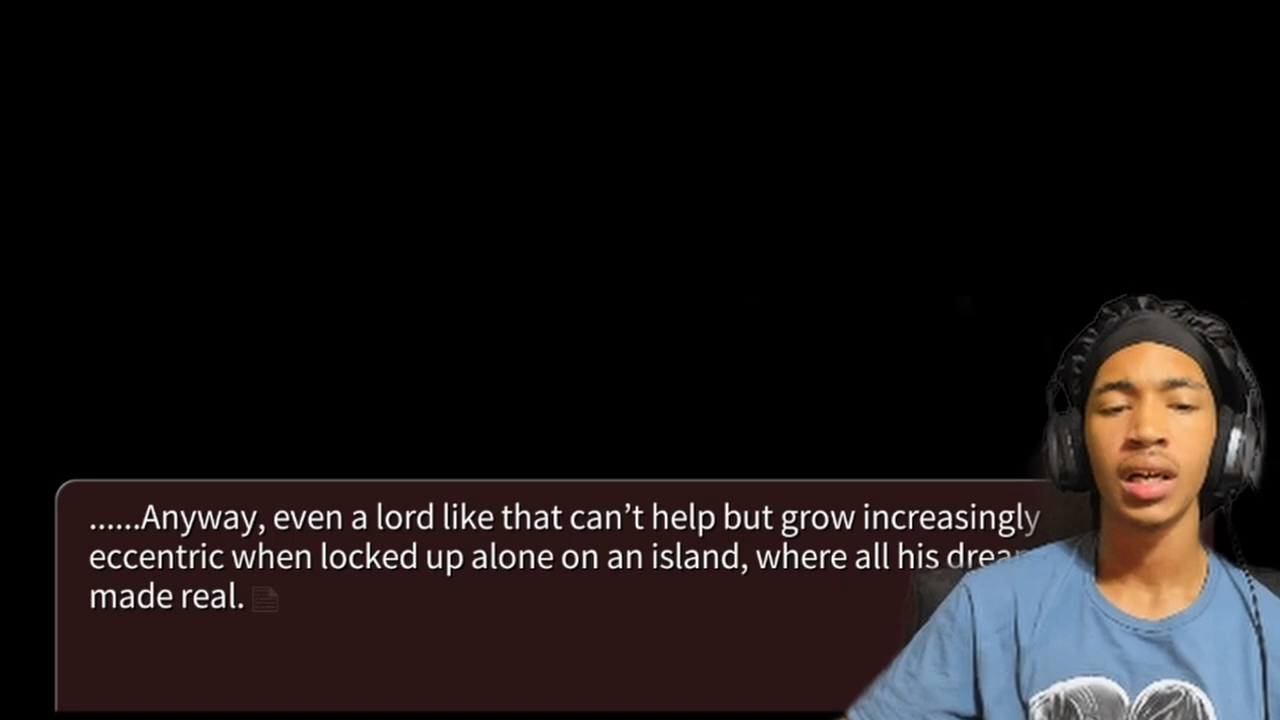 ......Anyway, even a lord like that can’t help but grow increasingly
eccentric when locked up alone on an island, where all his
made real.